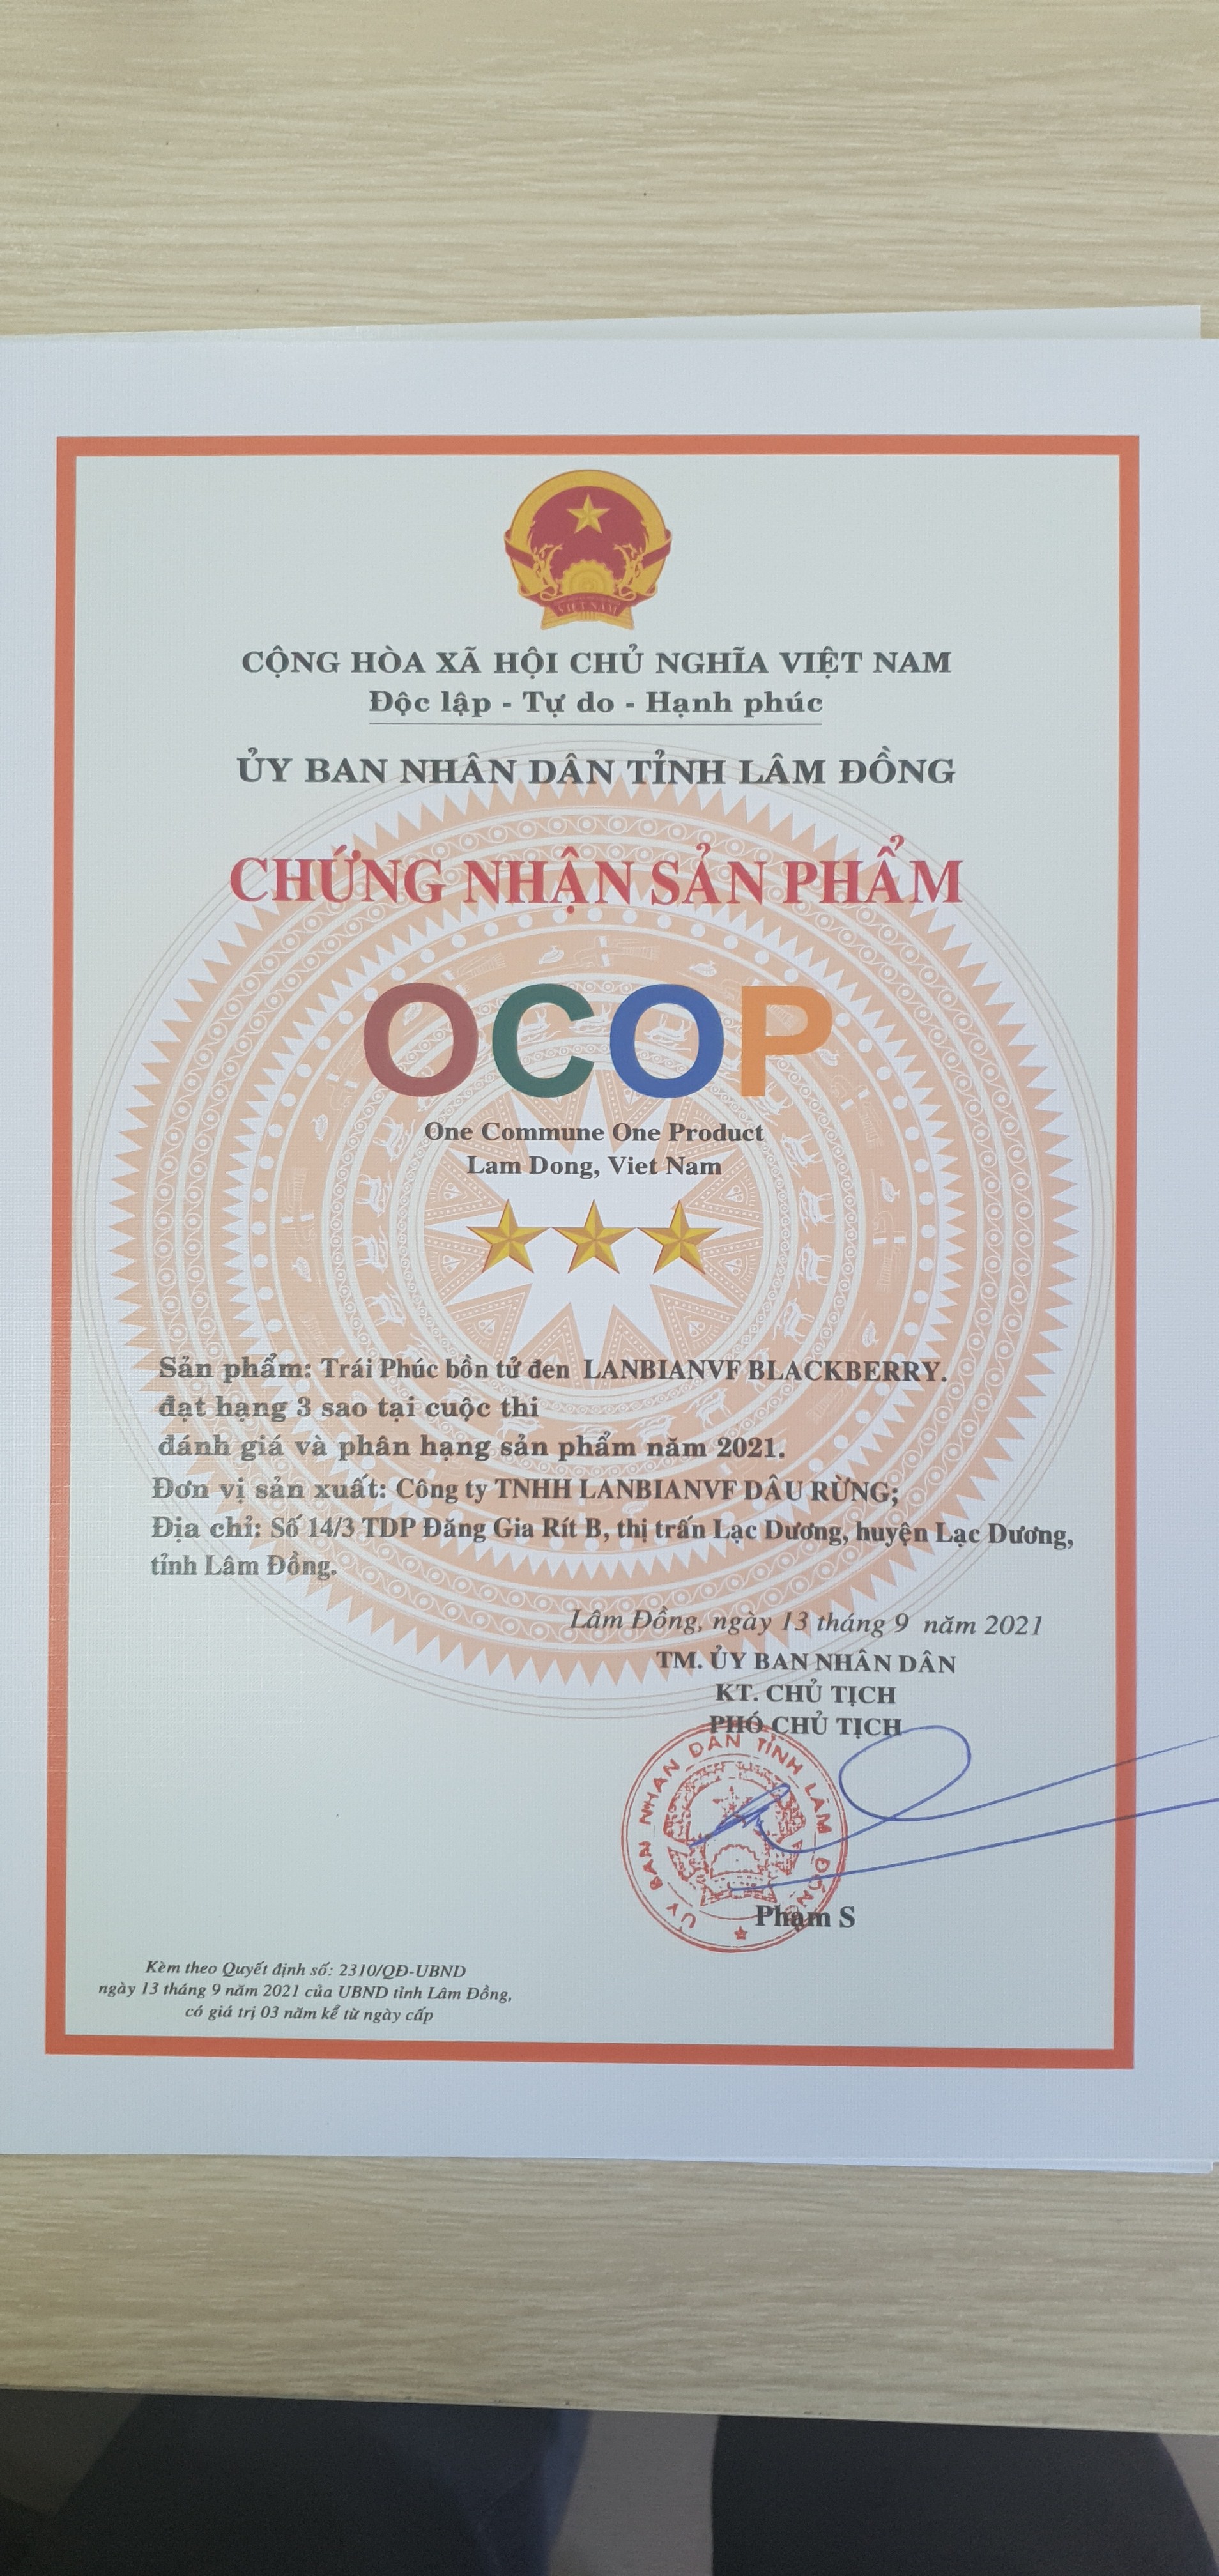 VIỆT NAM
CỘNG HÒA XÃ HỘI CHỦ NGHĨA VIỆT NAM
Độc lập - Tự do - Hạnh phúc
ỦY BAN NHÂN DÂN TỈNH LÂM ĐỒNG
CHỨNG NHẬN SẢN PHẨM
OCOP
One Commune One Product
Lam Dong, Viet Nam
Sản phẩm: Trái Phúc bồn tử đen LANBIANVF BLACKBERRY.
đạt hạng 3 sao tại cuộc thi
đánh giá và phân hạng sản phẩm năm 2021.
Đơn vị sản xuất: Công ty TNHH LANBIANVF DÂU RỪNG;
Địa chỉ: Số 14/3 TDP Đăng Gia Rít B, thị trấn Lạc Dương, huyện Lạc Dương,
tỉnh Lâm Đồng.
Lâm Đồng, ngày 13 tháng 9 năm 2021
TM. ỦY BAN NHÂN DÂN
KT. CHỦ TỊCH
PHÓ CHỦ TỊCH
ỦY BAN NHÂN DÂN TỈNH LÂM ĐỒNG
Phạm S
Kèm theo Quyết định số: 2310/QĐ-UBND
ngày 13 tháng 9 năm 2021 của UBND tỉnh Lâm Đồng,
có giá trị 03 năm kể từ ngày cấp